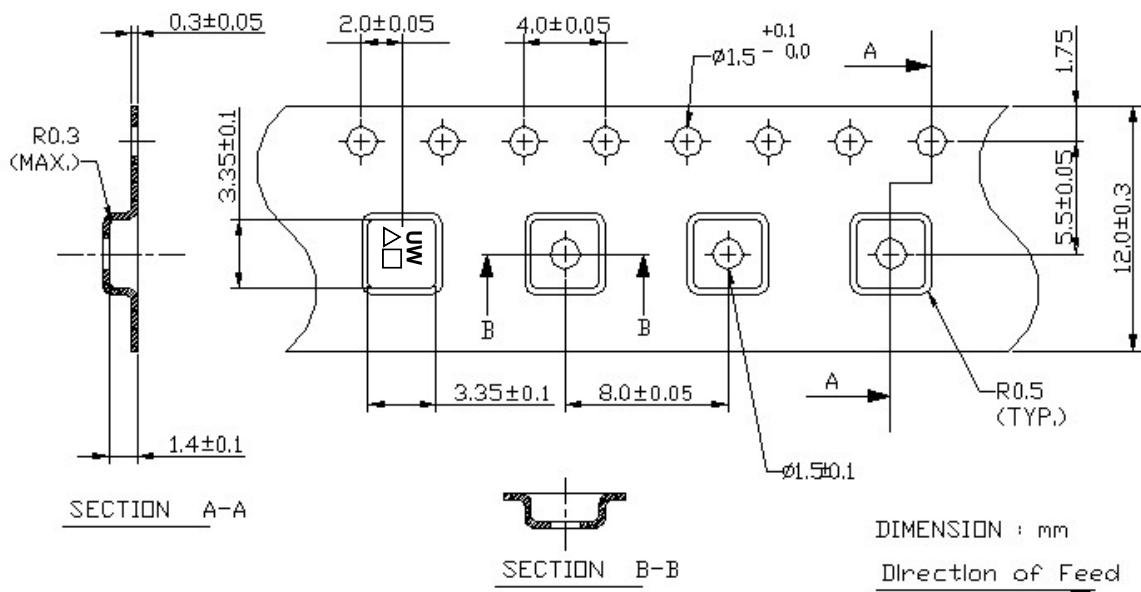 0.3±0.05
2.0±0.05
4.0±0.05
ø1.5 +0.1 - 0.0
A
1.75
R0.3
(MAX.)
3.35±0.1
UW
5.5±0.05
12.0±0.3
B
B
3.35±0.1
8.0±0.05
A
R0.5
(TYP.)
1.4±0.1
ø1.5±0.1
SECTION A-A
SECTION B-B
DIMENSION : mm
Direction of Feed